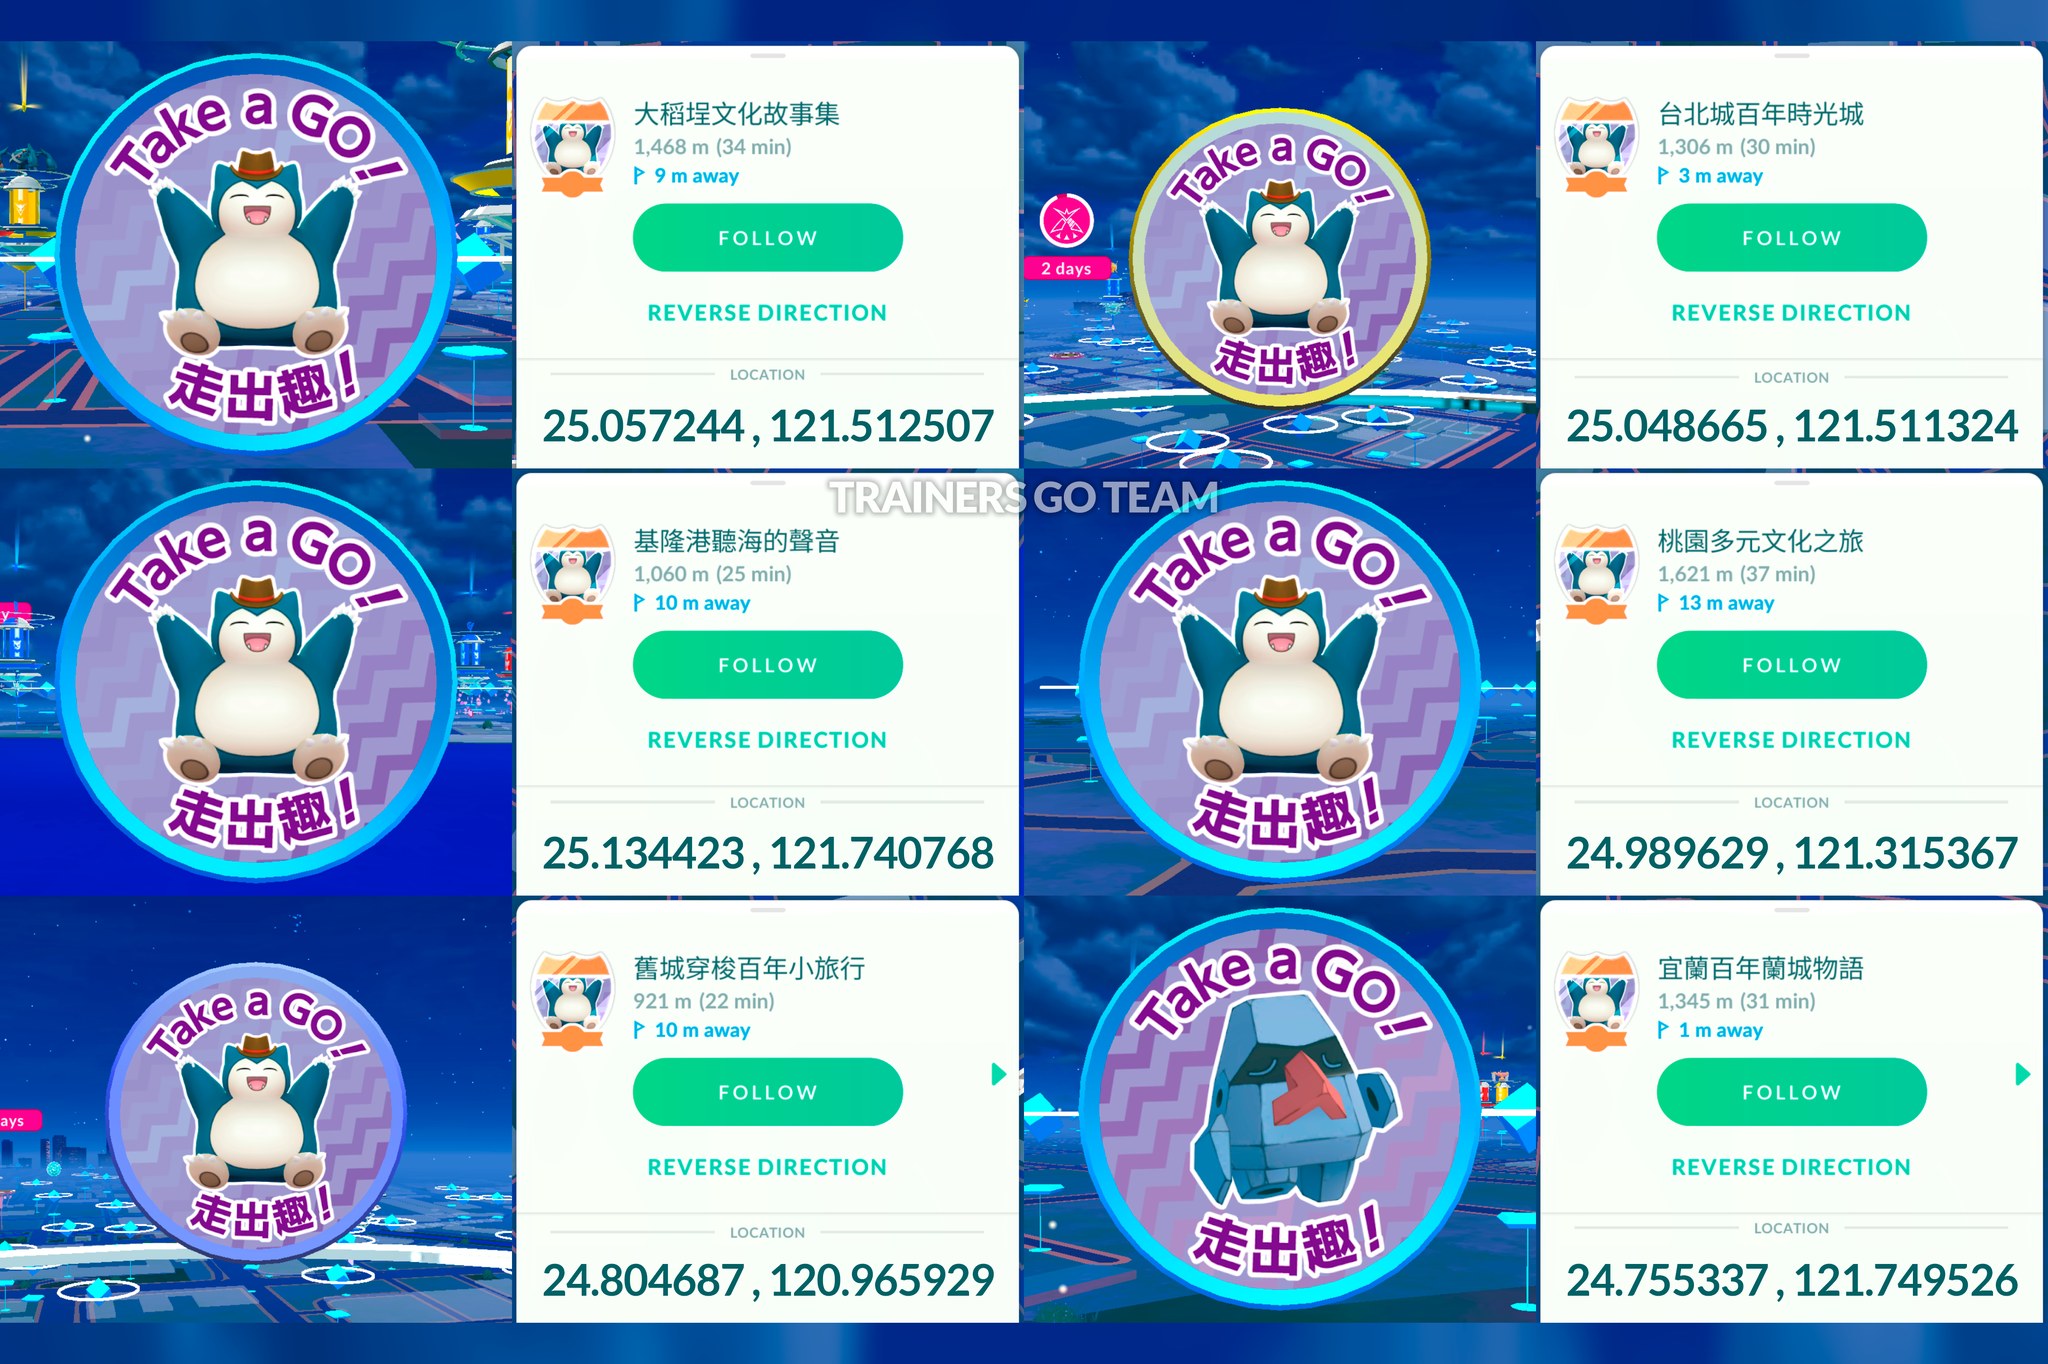 Take a GO!
走出趣!
大稻埕文化故事集
1,468 m (34 min)
9 m away
FOLLOW
REVERSE DIRECTION
LOCATION
25.057244 , 121.512507
2 days
Take a GO!
走出趣!
台北城百年時光城
1,306 m (30 min)
3 m away
FOLLOW
REVERSE DIRECTION
LOCATION
25.048665 , 121.511324
TRAINERS GO TEAM
y
Take a GO!
走出趣!
基隆港聽海的聲音
1,060 m (25 min)
10 m away
FOLLOW
REVERSE DIRECTION
LOCATION
25.134423 , 121.740768
Take a GO!
走出趣!
桃園多元文化之旅
1,621 m (37 min)
13 m away
FOLLOW
REVERSE DIRECTION
LOCATION
24.989629 , 121.315367
ays
Take a GO!
走出趣!
舊城穿梭百年小旅行
921 m (22 min)
10 m away
FOLLOW
REVERSE DIRECTION
LOCATION
24.804687 , 120.965929
Take a GO!
走出趣!
宜蘭百年蘭城物語
1,345 m (31 min)
1 m away
FOLLOW
REVERSE DIRECTION
LOCATION
24.755337 , 121.749526